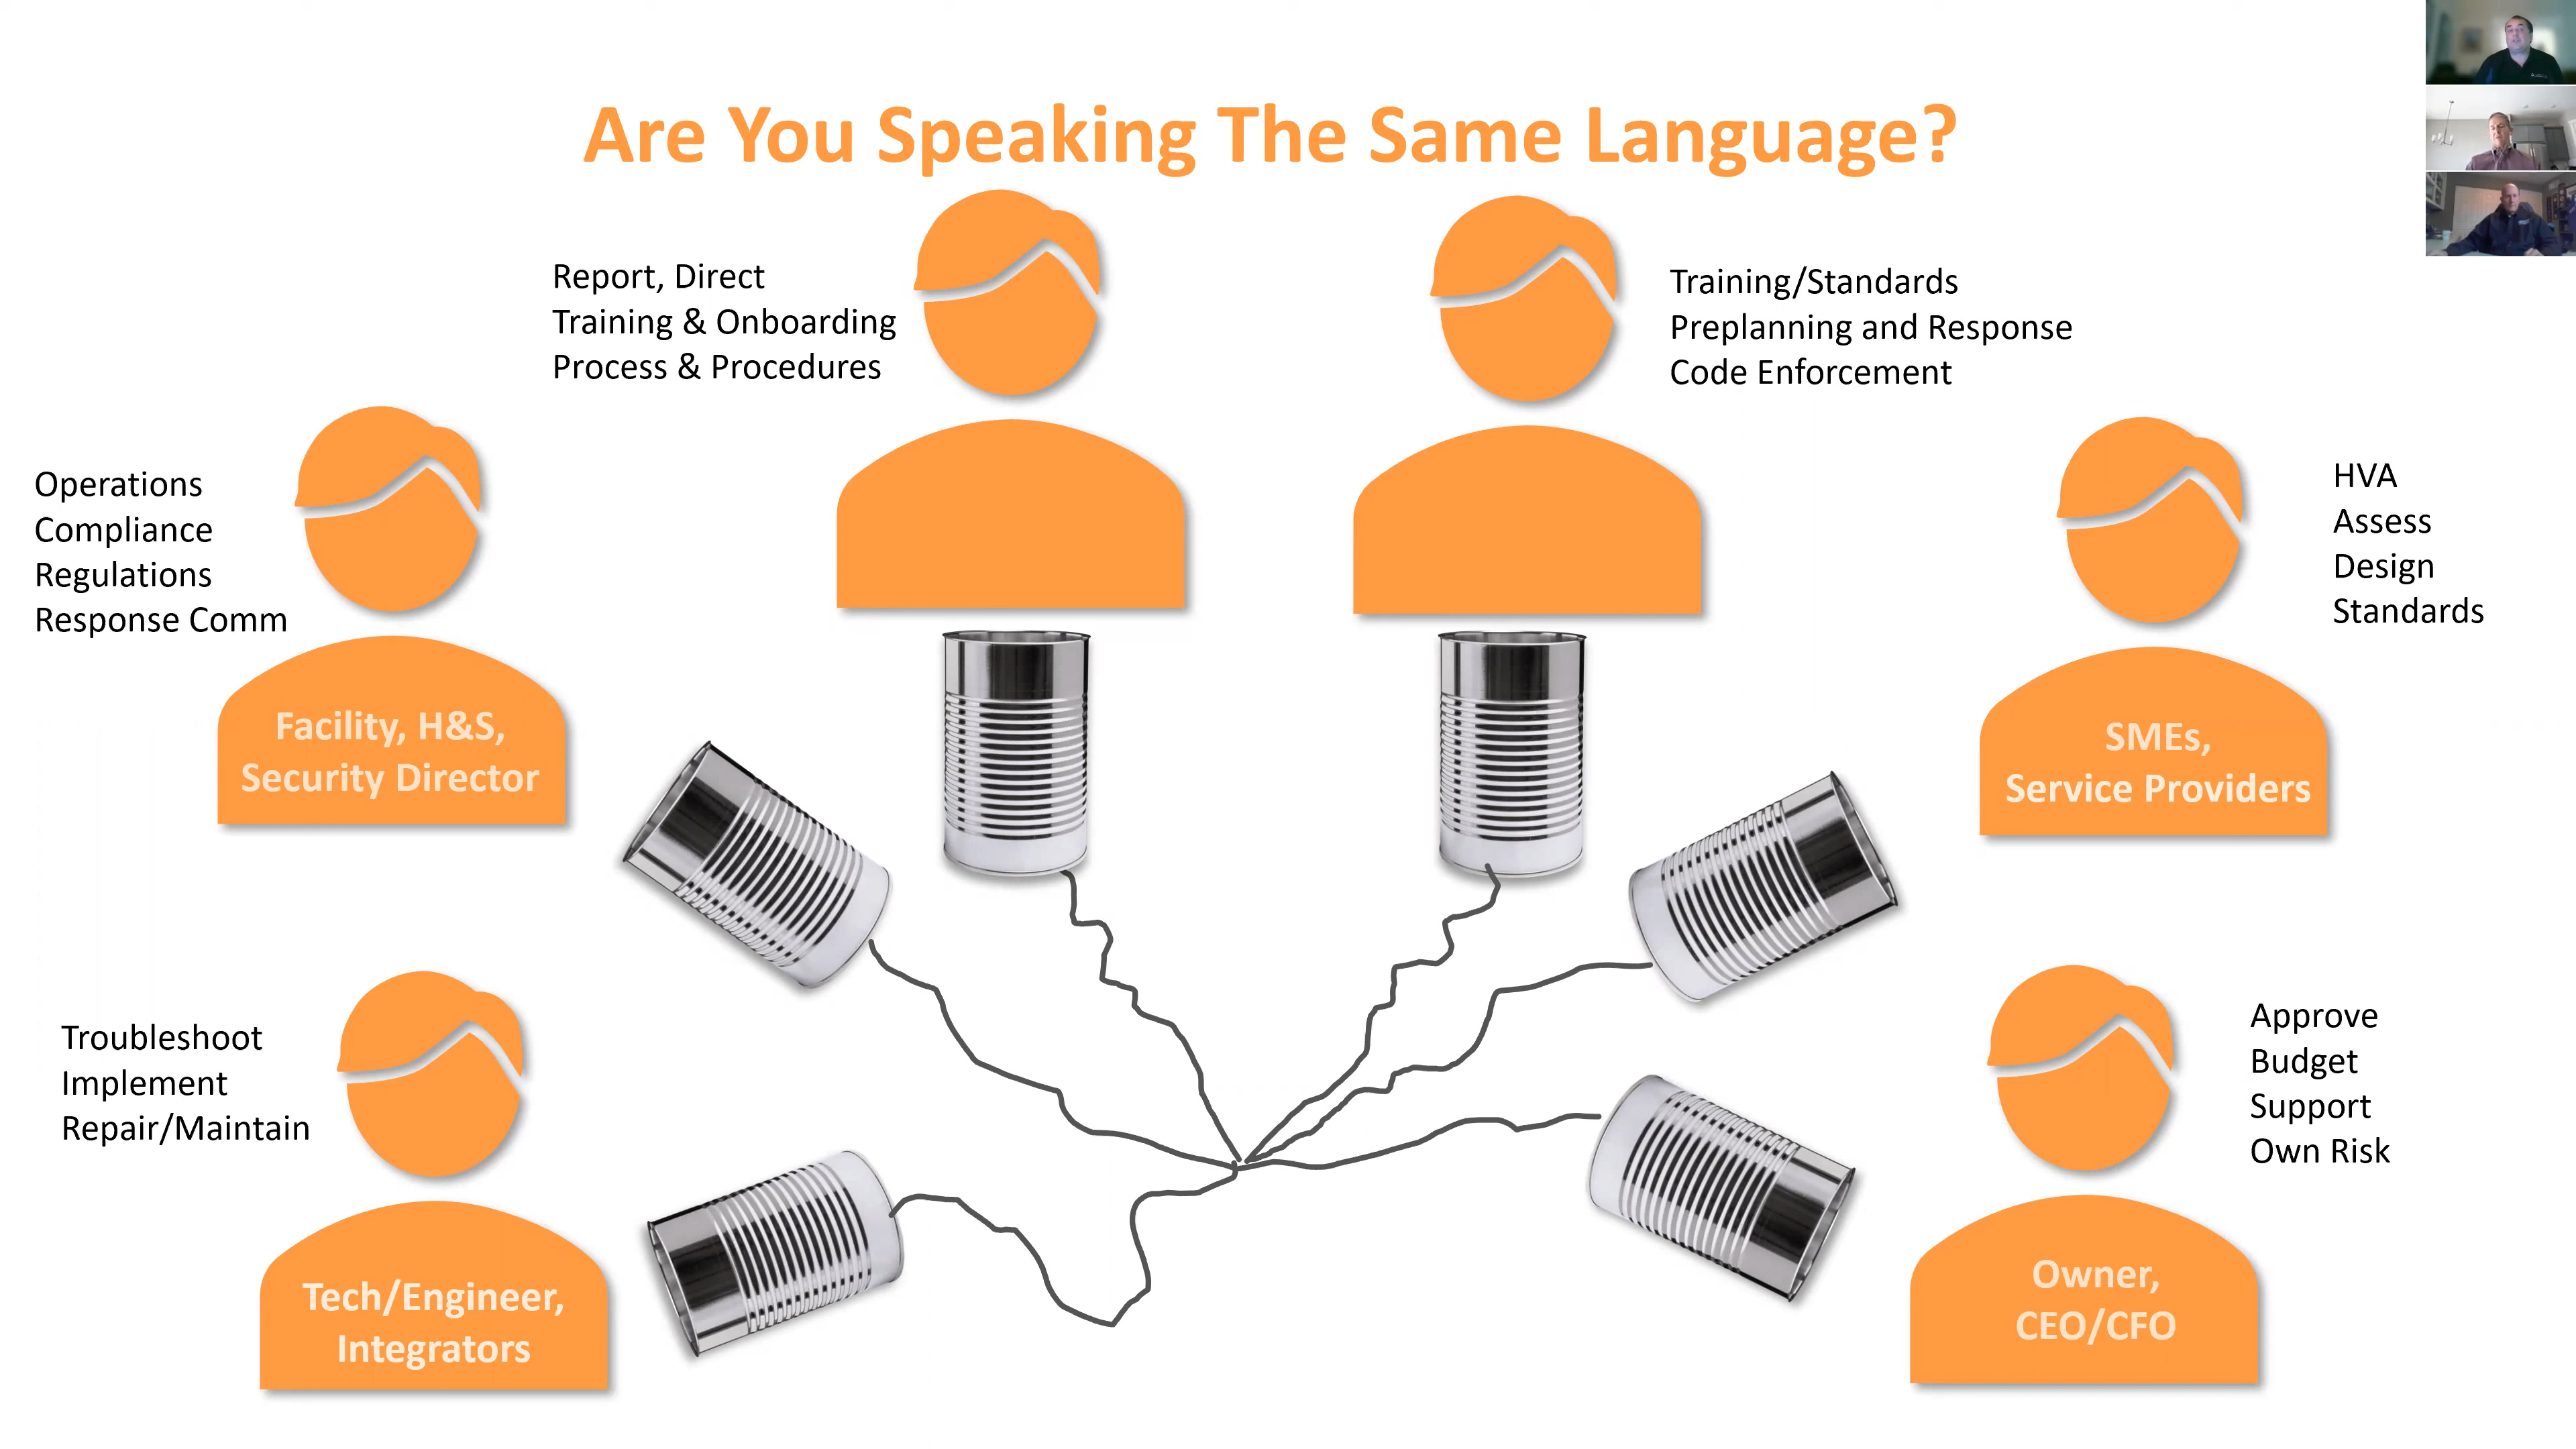 Are You Speaking The Same Language?
Report, Direct
Training & Onboarding
Process & Procedures
Training/Standards
Preplanning and Response
Code Enforcement
Operations
Compliance
Regulations
Response Comm
Facility, H&S,
Security Director
HVA
Assess
Design
Standards
SMEs,
Service Providers
Troubleshoot
Implement
Repair/Maintain
Tech/Engineer,
Integrators
Approve
Budget
Support
Own Risk
Owner,
CEO/CFO